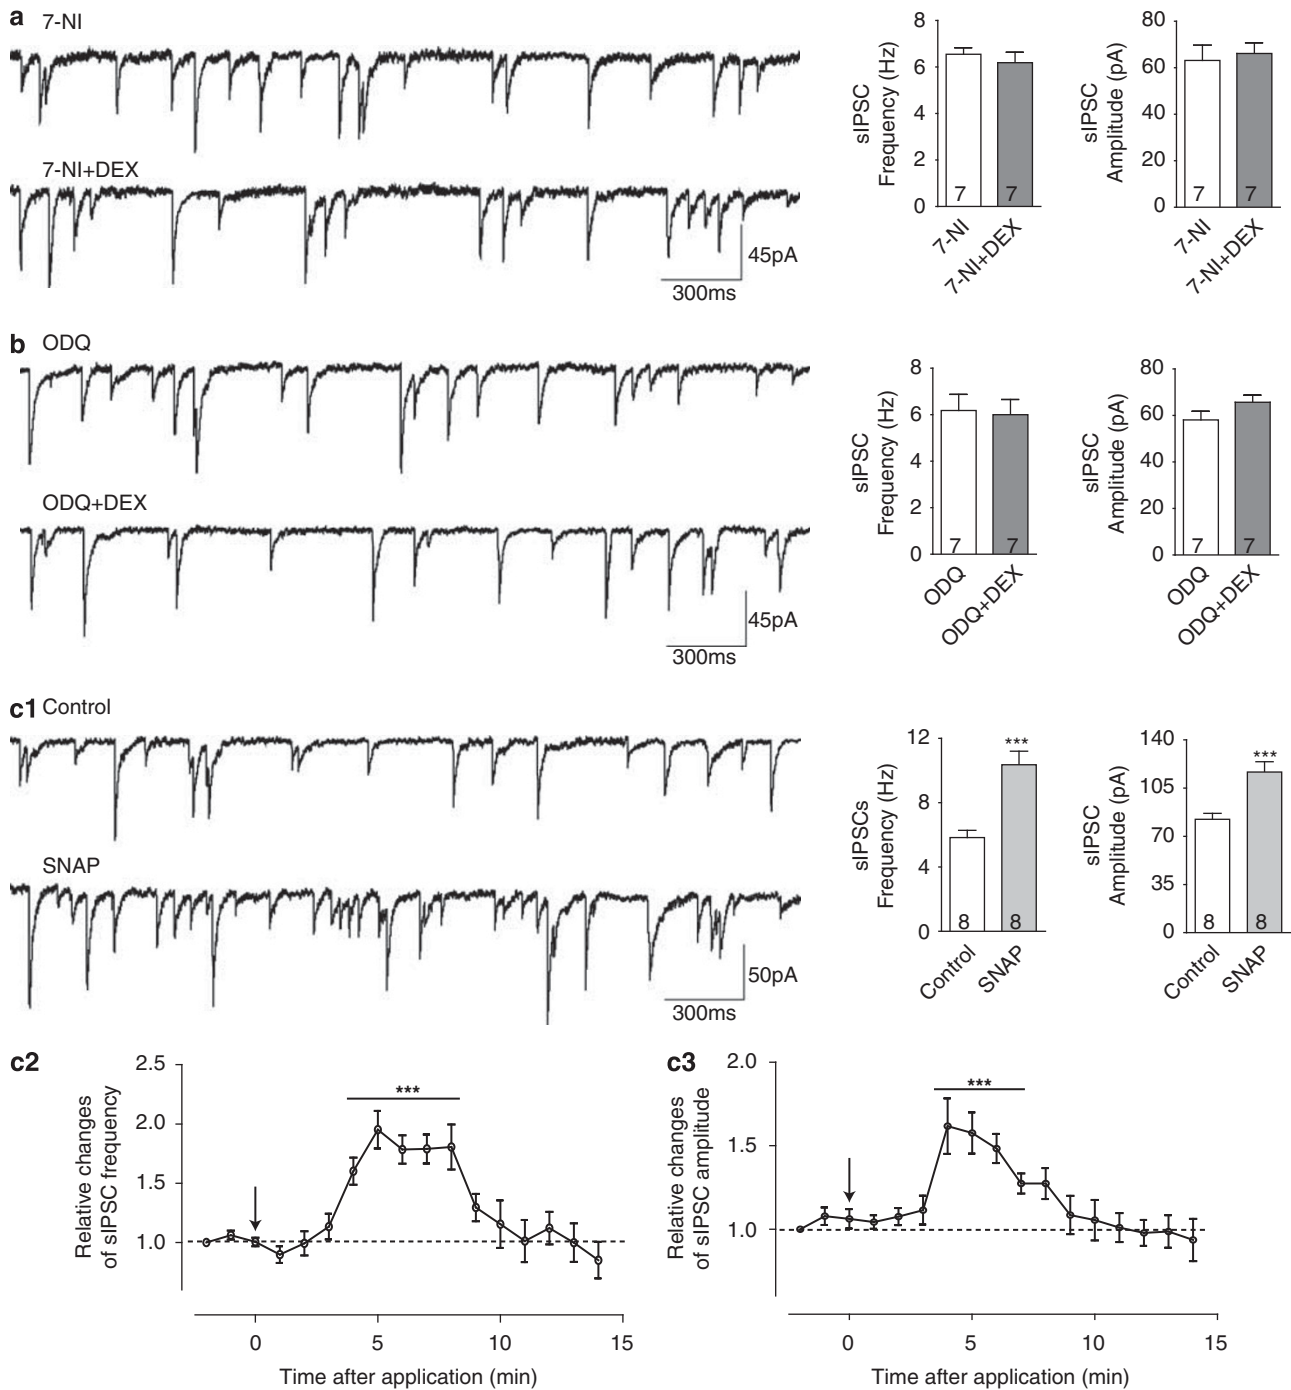 a 7-NI
7-NI+DEX
45pA
300ms
8
6
4
2
0
sIPSC
Frequency (Hz)
7 7
7-NI
7-NI+DEX
80
60
40
20
0
sIPSC
Amplitude (pA)
7 7
7-NI
7-NI+DEX
b ODQ
ODQ+DEX
45pA
300ms
8
6
4
2
0
sIPSC
Frequency (Hz)
7 7
ODQ
ODQ+DEX
80
60
40
20
0
sIPSC
Amplitude (pA)
7 7
ODQ
ODQ+DEX
c1 Control
SNAP
50pA
300ms
12
8
4
0
sIPSCs
Frequency (Hz)
***
8 8
Control
SNAP
140
105
70
35
0
sIPSC
Amplitude (pA)
***
8 8
Control
SNAP
c2
2.5
2.0
1.5
1.0
Relative changes
of sIPSC frequency
***
0 5 10 15
Time after application (min)
c3
2.0
1.5
1.0
Relative changes
of sIPSC amplitude
***
0 5 10 15
Time after application (min)